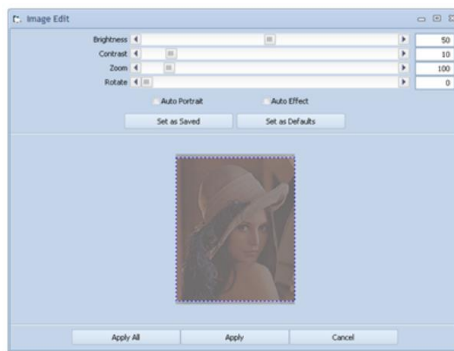 Image Edit
Brightness 50
Contrast 10
Zoom 100
Rotate 0
Auto Portrait Auto Effect
Set as Saved Set as Defaults
Apply All Apply Cancel